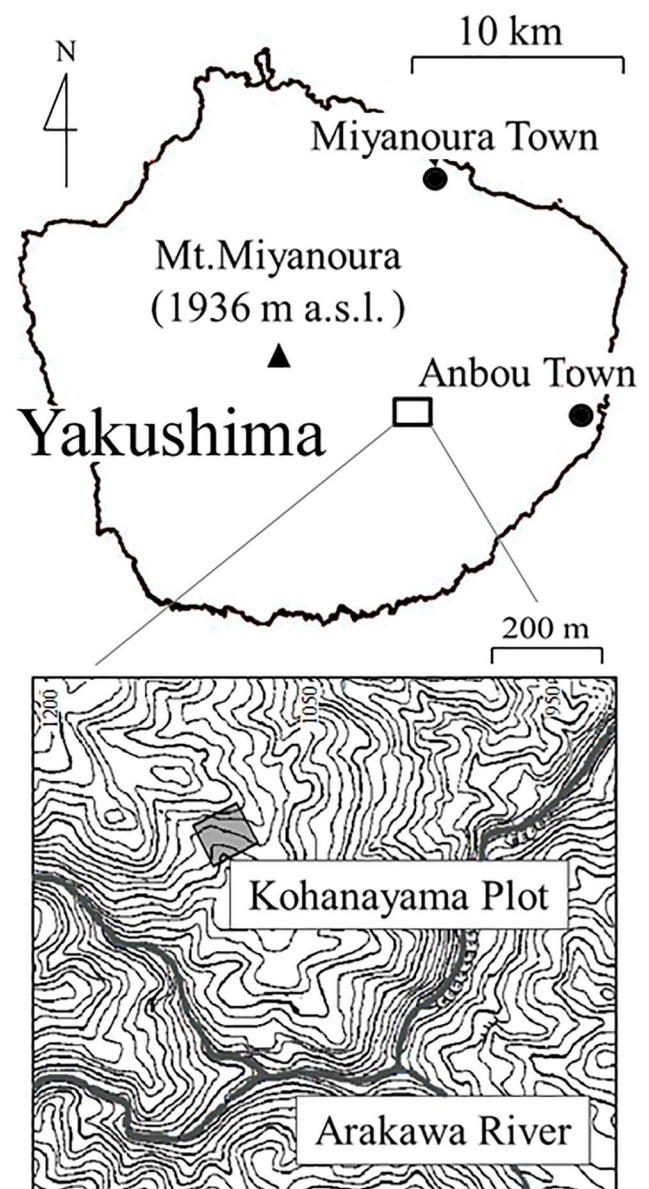 10 km
N
Miyanoura Town
Mt.Miyanoura
(1936 m a.s.l.)
Anbou Town
Yakushima
200 m
1200
1050
950
Kohanayama Plot
Arakawa River